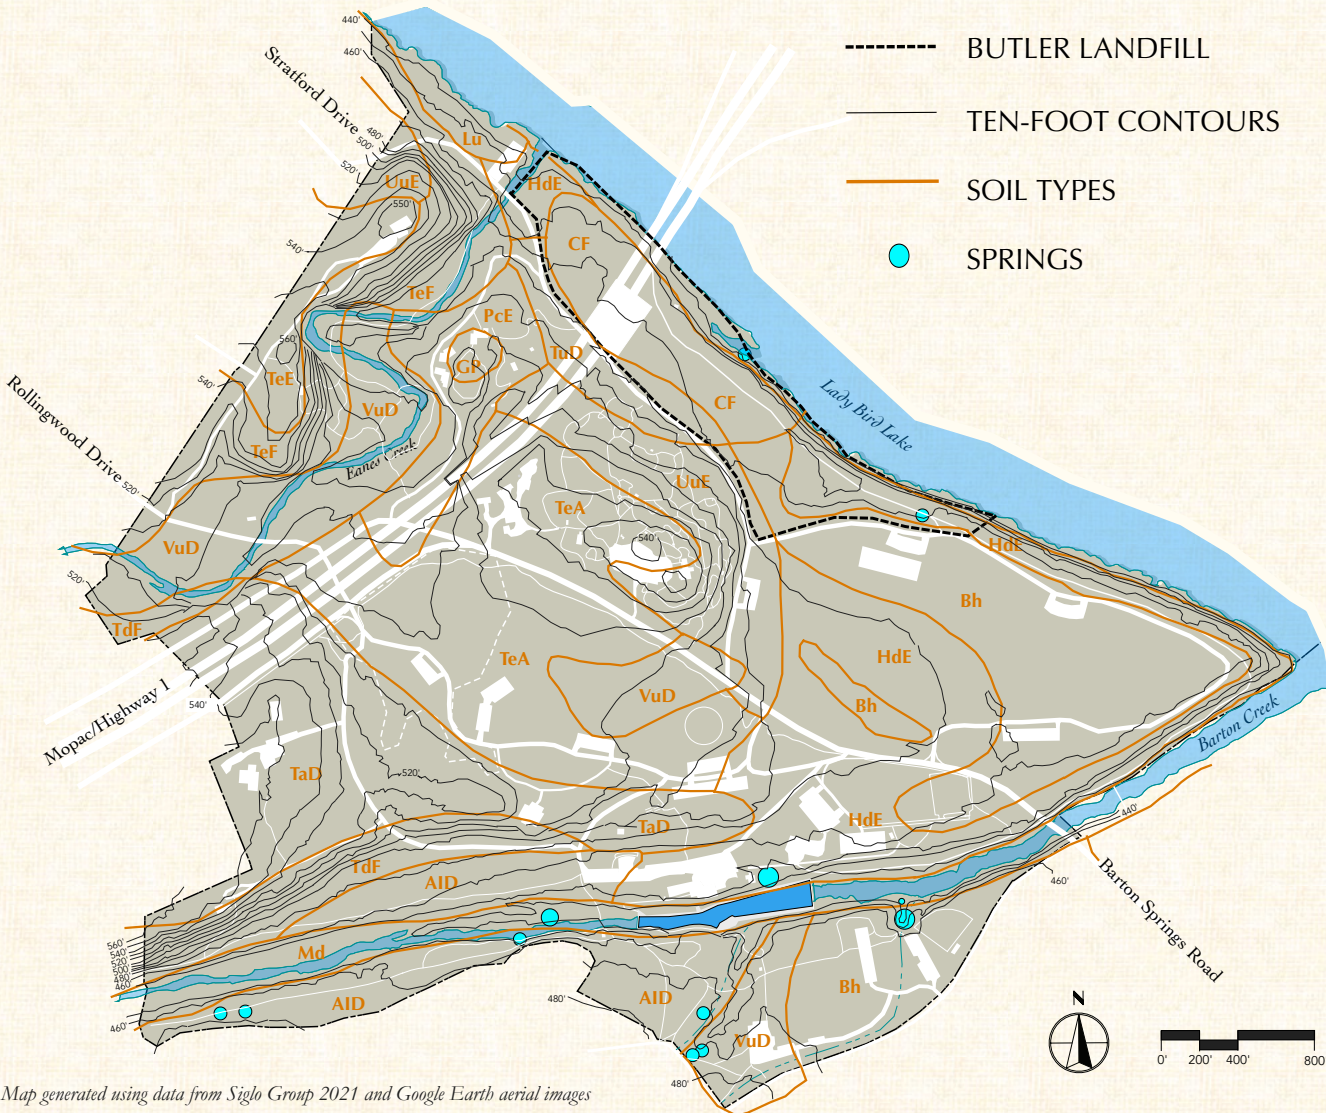 BUTLER LANDFILL
TEN-FOOT CONTOURS
SOIL TYPES
SPRINGS
440'
460'
Stratford Drive
480'
500'
520'
Lu
UuE
550'
HdE
540'
CF
TeF
PcE
560'
GP
TuD
TeE
540'
VuD
CF
Lady Bird Lake
Rollingwood Drive
TeF
Eanes Creek
520'
UuF
TeA
540'
VuD
HdE
520'
Bh
TdF
TeA
HdE
VuD
Bh
540'
Mopac/Highway 1
Barton Creek
TaD
520'
440'
TaD
HdE
TdF
AID
460'
Barton Springs Road
560'
540'
520'
500'
480'
460'
Md
AID
480'
AID
Bh
460'
VuD
480'
N
0'
200'
400'
800
Map generated using data from Siglo Group 2021 and Google Earth aerial images